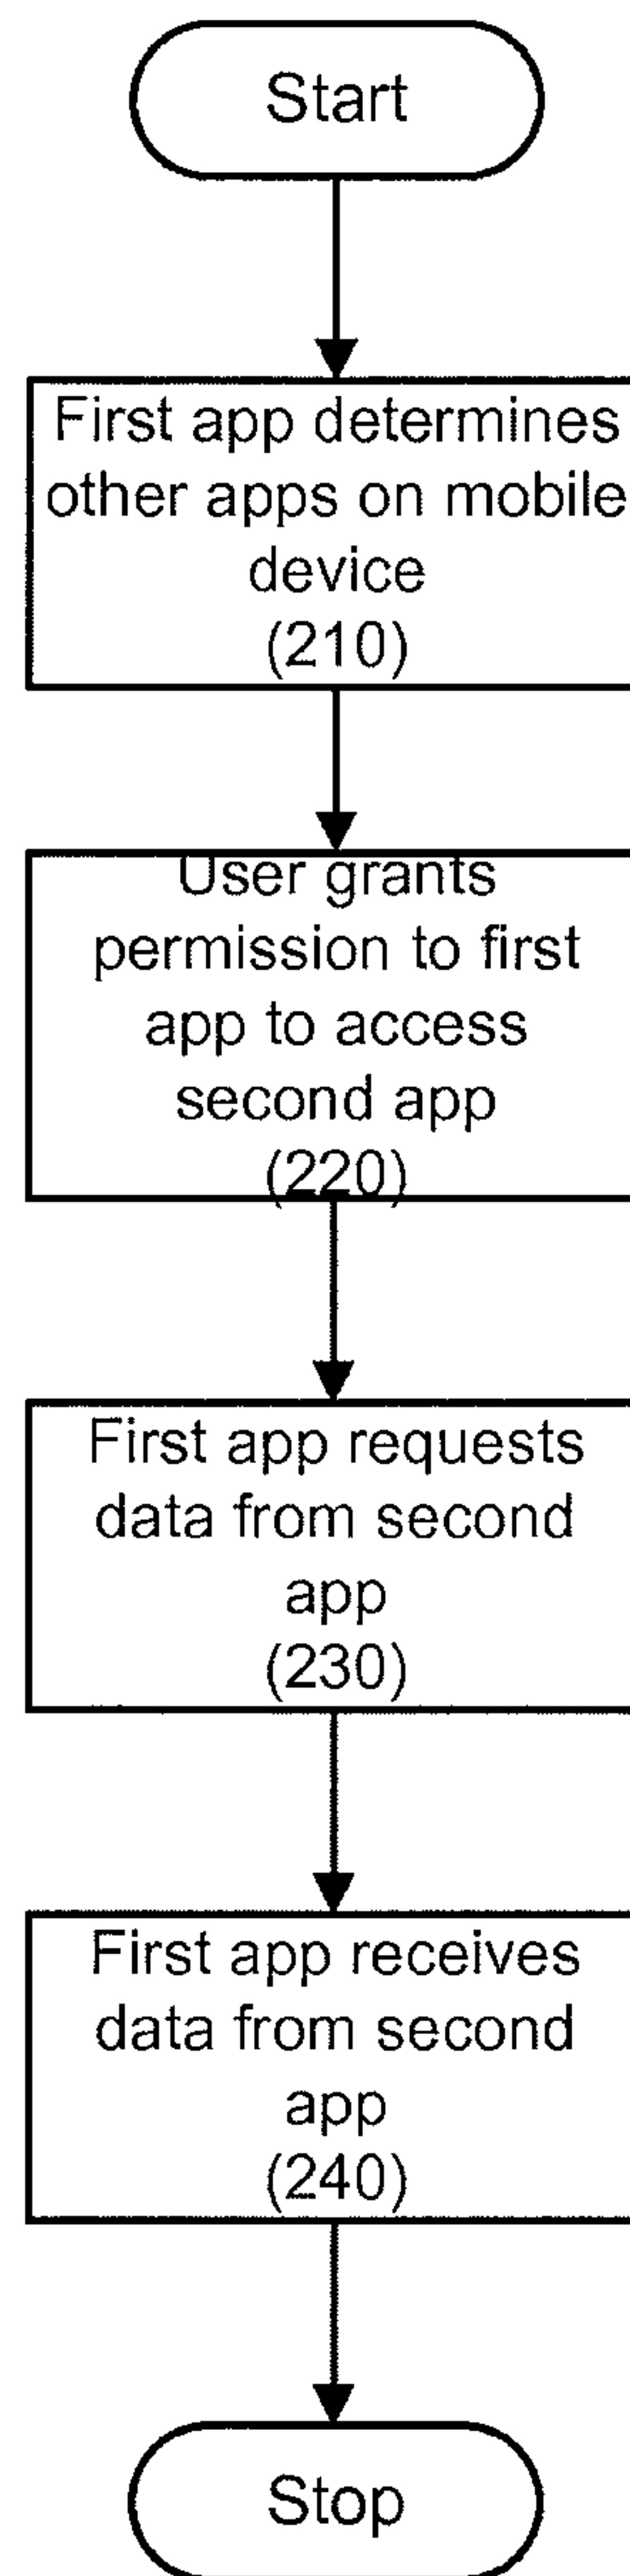 Start
First app determines
other apps on mobile
device
(210)
User grants
permission to first
app to access
second app
(220)
First app requests
data from second
app
(230)
First app receives
data from second
app
(240)
Stop